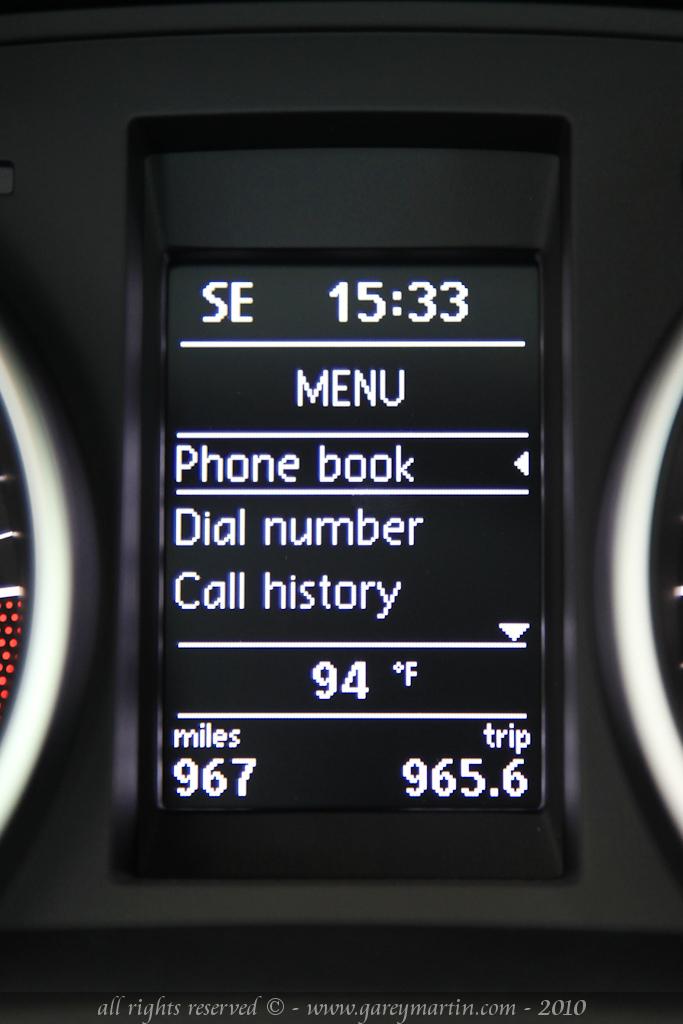 SE 15:33
MENU
Phone book
Dial number
Call history
94 °F
miles trip
967 965.6
all rights reserved © - www.gareymartin.com - 2010